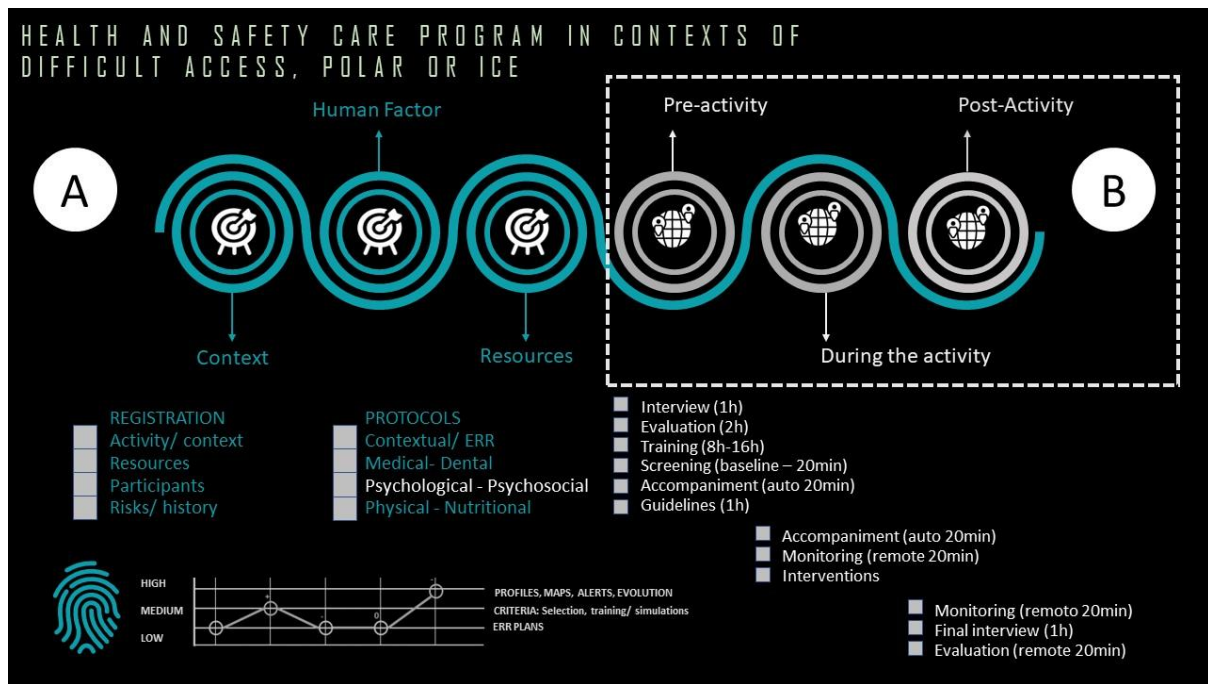 HEALTH AND SAFETY CARE PROGRAM IN CONTEXTS OF
DIFFICULT ACCESS, POLAR OR ICE
Human Factor
Pre-activity
Post-Activity
A
B
Context
Resources
During the activity
REGISTRATION
Activity/ context
Resources
Participants
Risks/ history
PROTOCOLS
Contextual/ ERR
Medical- Dental
Psychological - Psychosocial
Physical - Nutritional
Interview (1h)
Evaluation (2h)
Training (8h-16h)
Screening (baseline – 20min)
Accompaniment (auto 20min)
Guidelines (1h)
Accompaniment (auto 20min)
Monitoring (remote 20min)
Interventions
Monitoring (remoto 20min)
Final interview (1h)
Evaluation (remote 20min)
HIGH
MEDIUM
LOW
+
0
-
PROFILES, MAPS, ALERTS, EVOLUTION
CRITERIA: Selection, training/ simulations
ERR PLANS